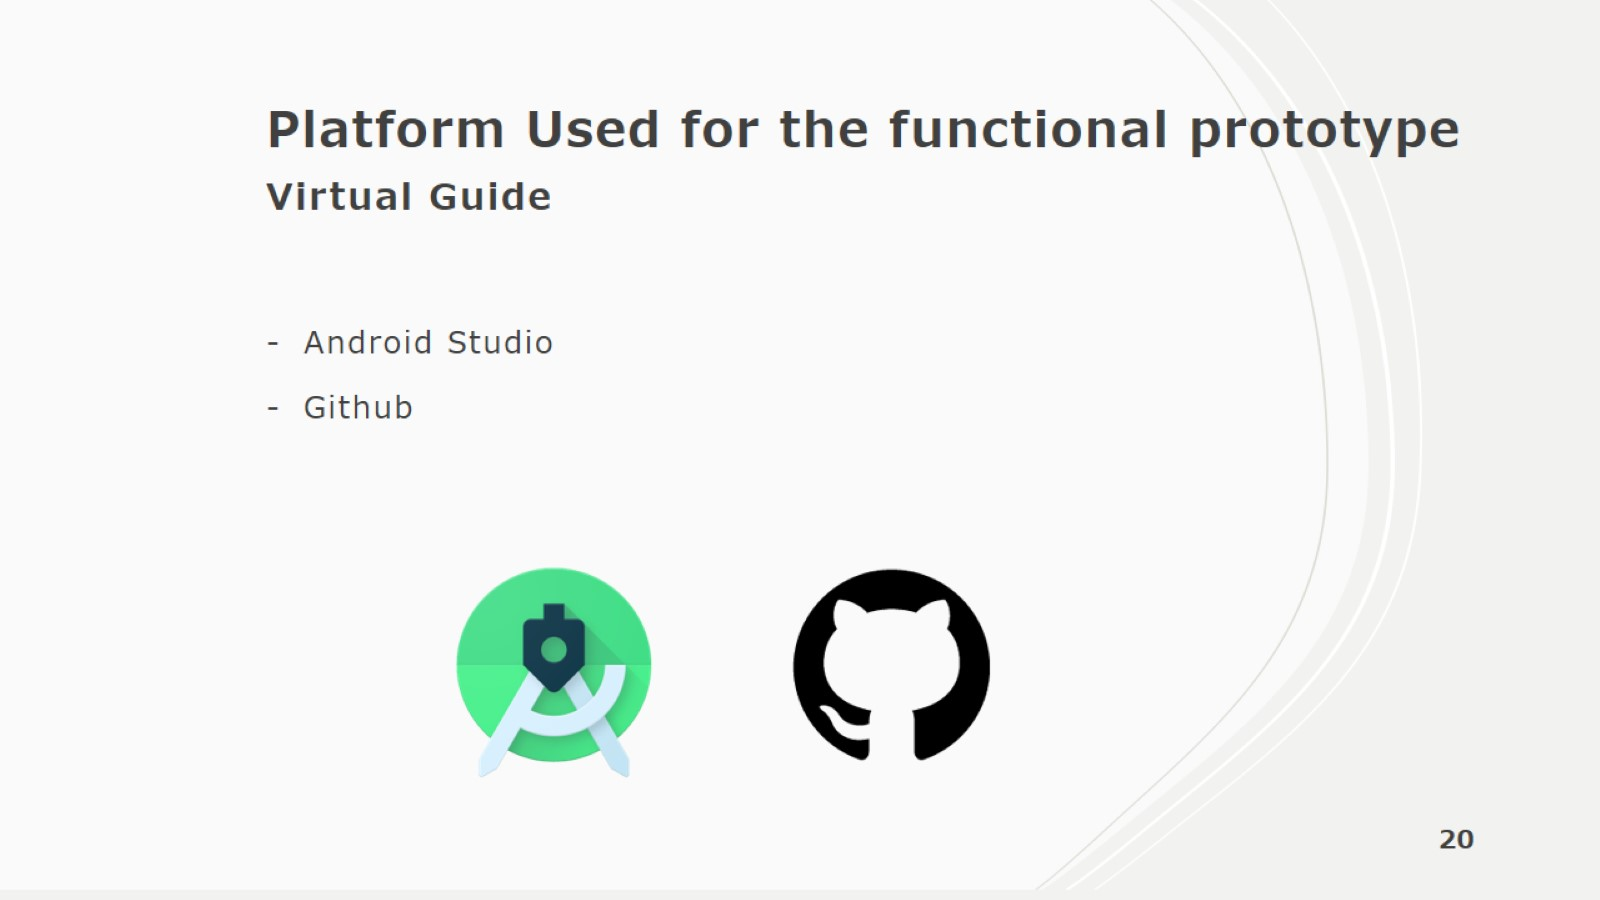 Platform Used for the functional prototype
Virtual Guide
- Android Studio
- Github
20